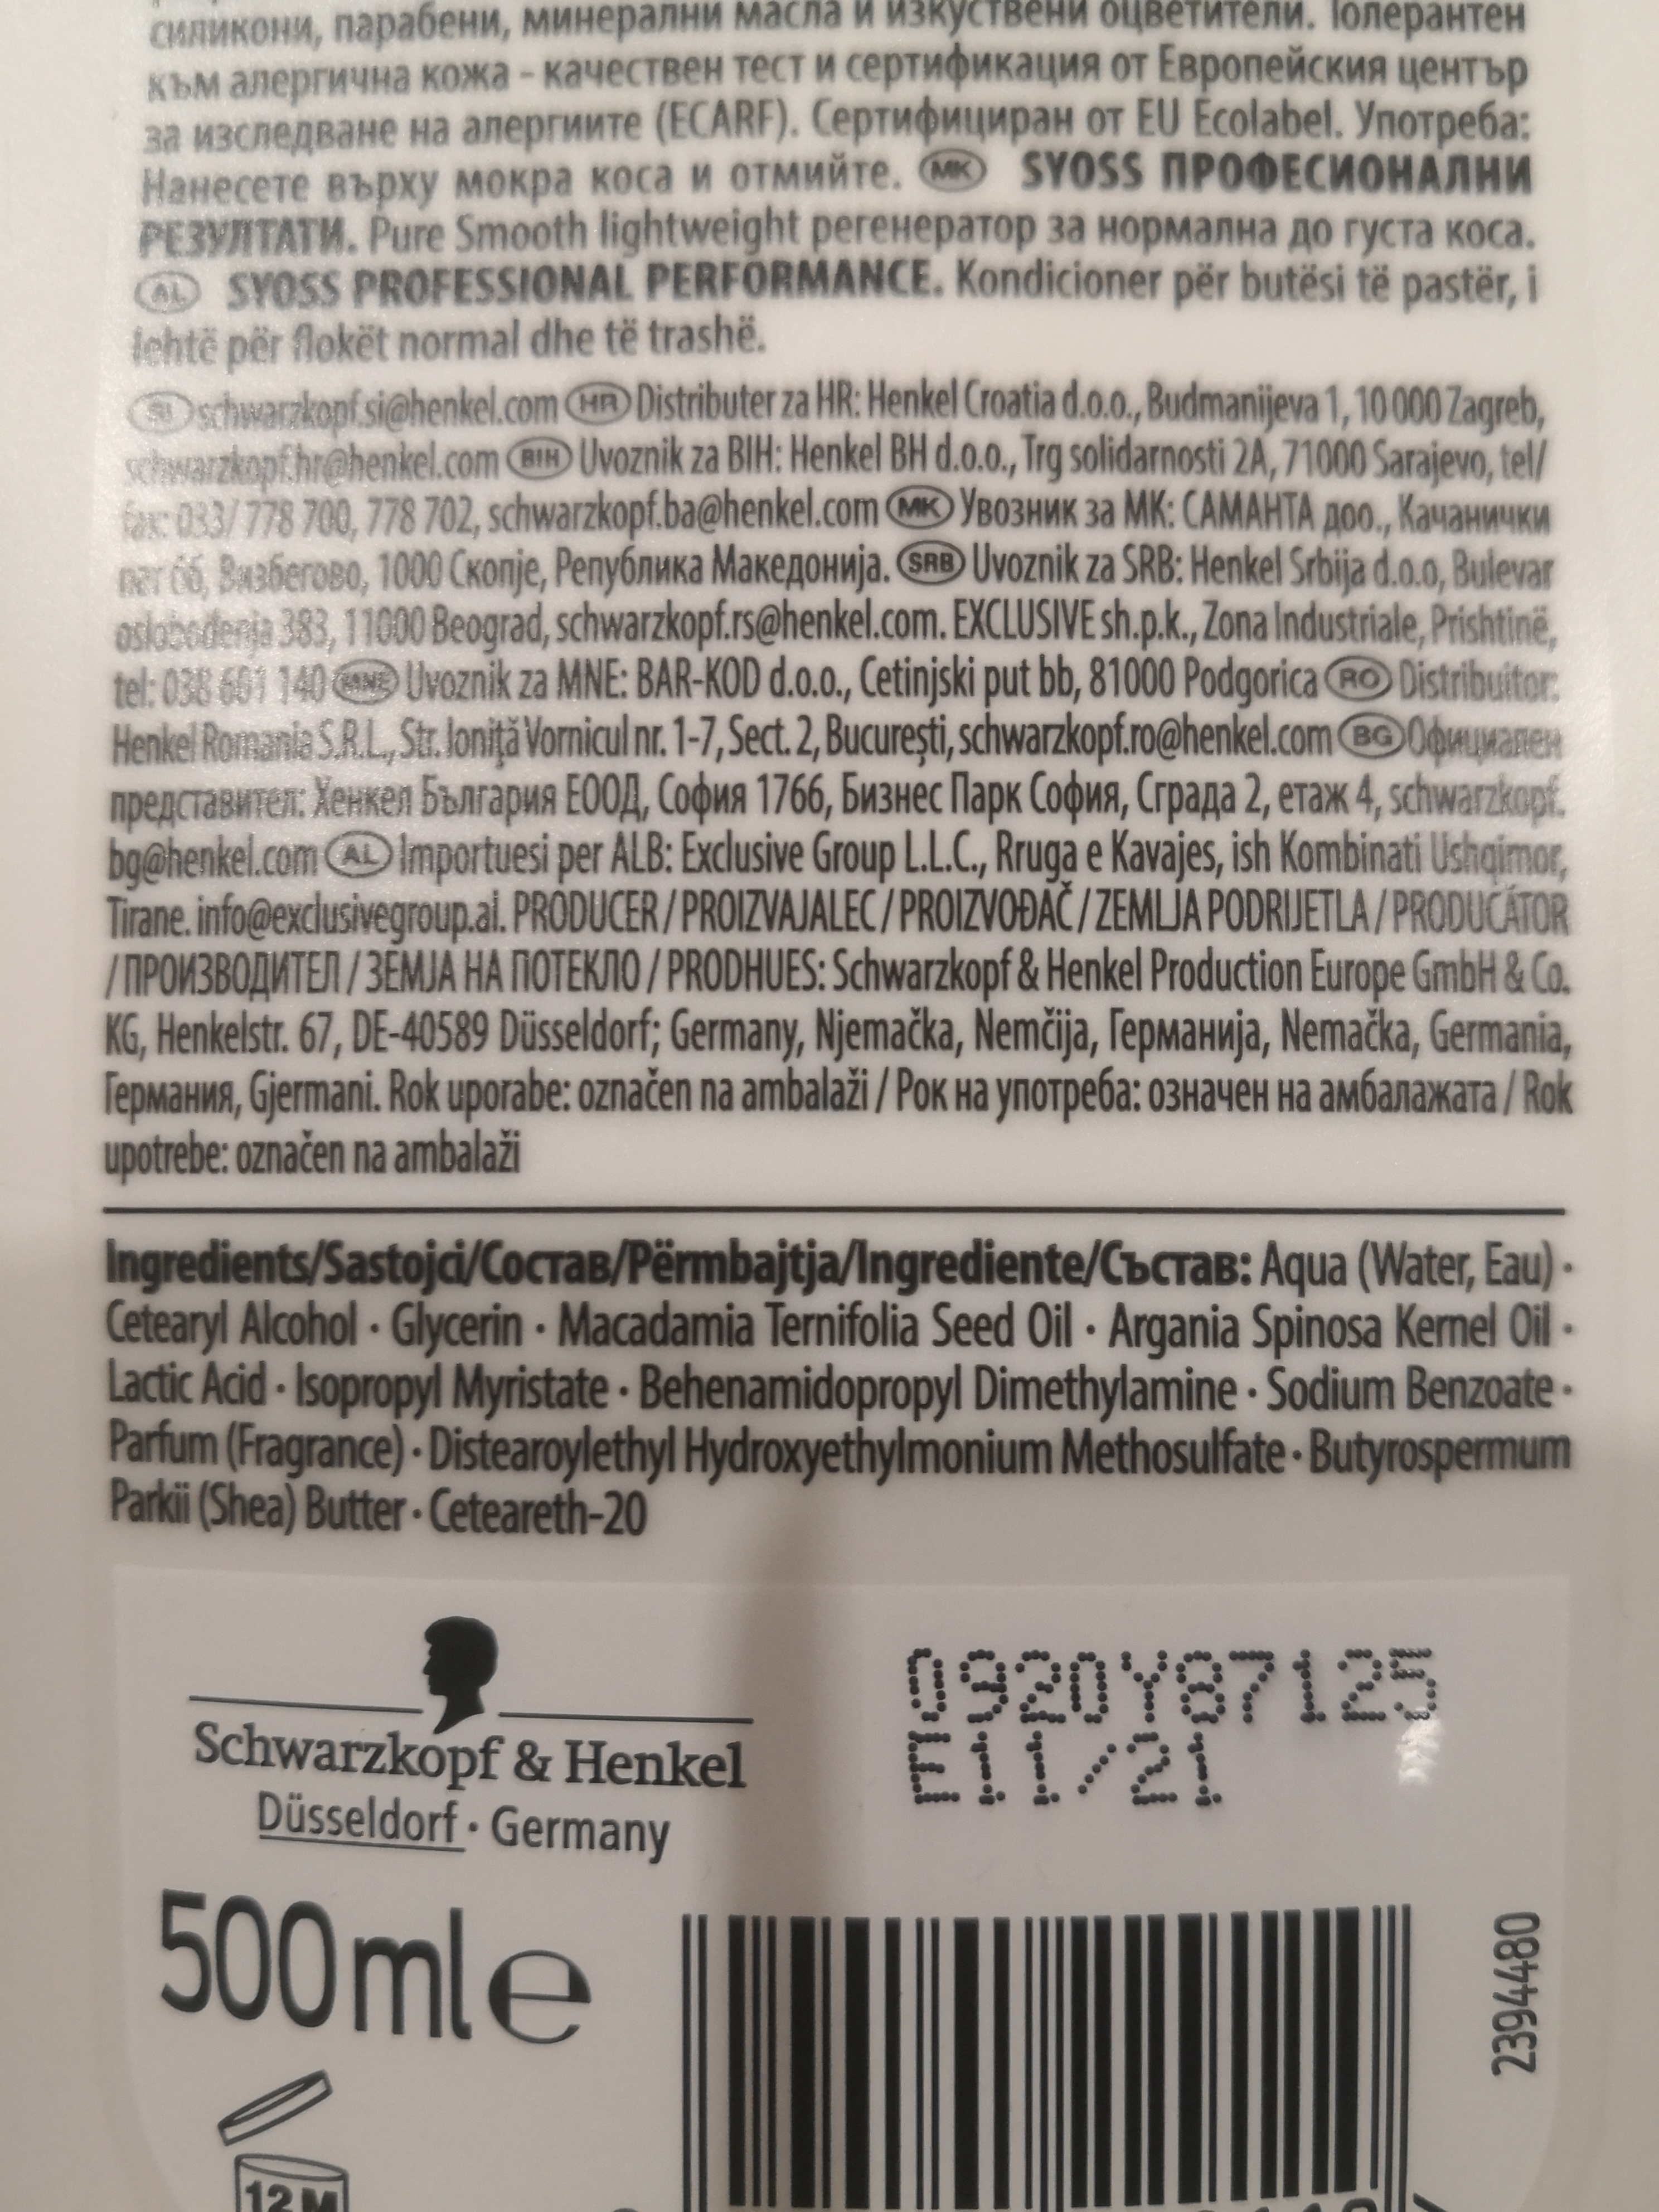 силикони, парабени, минерални масла и изкуствени оцветители. Толерантен
към алергична кожа - качествен тест и сертификация от Европейския център
за изследване на алергиите (ECARF). Сертифициран от EU Ecolabel. Употреба:
Нанесете върху мокра коса и отмийте. MK SYOSS ПРОФЕСИОНАЛНИ
РЕЗУЛТАТИ. Pure Smooth lightweight регенератор за нормална до густа коса.
AL SYOSS PROFESSIONAL PERFORMANCE. Kondicioner për butësi të pastër, i
lehtë për flokët normal dhe të trashë.
SI schwarzkopf.si@henkel.com HR Distributer za HR: Henkel Croatia d.o.o., Budmanijeva 1, 10 000 Zagreb,
schwarzkopf.hr@henkel.com BIH Uvoznik za BIH: Henkel BH d.o.o., Trg solidarnosti 2A, 71000 Sarajevo, tel/
fax: 033/ 778 700, 778 702, schwarzkopf.ba@henkel.com MK Увозник за МК: САМАНТА доо., Качанички
пат бб, Визбегово, 1000 Скопје, Република Македонија. SRB Uvoznik za SRB: Henkel Srbija d.o.o, Bulevar
oslobođenja 383, 11000 Beograd, schwarzkopf.rs@henkel.com. EXCLUSIVE sh.p.k., Zona Industriale, Prishtinë,
tel: 038 601 140 MNE Uvoznik za MNE: BAR-KOD d.o.o., Cetinjski put bb, 81000 Podgorica RO Distribuitor:
Henkel Romania S.R.L., Str. Ioniţă Vornicul nr. 1-7, Sect. 2, Bucureşti, schwarzkopf.ro@henkel.com BG Официален
представител: Хенкел България ЕООД, София 1766, Бизнес Парк София, Сграда 2, етаж 4, schwarzkopf.
bg@henkel.com AL Importuesi per ALB: Exclusive Group L.L.C., Rruga e Kavajes, ish Kombinati Ushqimor,
Tirane. info@exclusivegroup.al. PRODUCER / PROIZVAJALEC / PROIZVOĐAČ / ZEMLJA PODRIJETLA / PRODUCĂTOR
/ ПРОИЗВОДИТЕЛ / ЗЕМЈА НА ПОТЕКЛО / PRODHUES: Schwarzkopf & Henkel Production Europe GmbH & Co.
KG, Henkelstr. 67, DE-40589 Düsseldorf; Germany, Njemačka, Nemčija, Германија, Nemačka, Germania,
Германия, Gjermani. Rok uporabe: označen na ambalaži / Рок на употреба: означен на амбалажата / Rok
upotrebe: označen na ambalaži
Ingredients/Sastojci/Состав/Përmbajtja/Ingrediente/Състав: Aqua (Water, Eau) ·
Cetearyl Alcohol · Glycerin · Macadamia Ternifolia Seed Oil · Argania Spinosa Kernel Oil ·
Lactic Acid · Isopropyl Myristate · Behenamidopropyl Dimethylamine · Sodium Benzoate ·
Parfum (Fragrance) · Distearoylethyl Hydroxyethylmonium Methosulfate · Butyrospermum
Parkii (Shea) Butter · Ceteareth-20
0920Y87125
E11/21
Schwarzkopf & Henkel
Düsseldorf · Germany
500 ml e
2394480
12 M